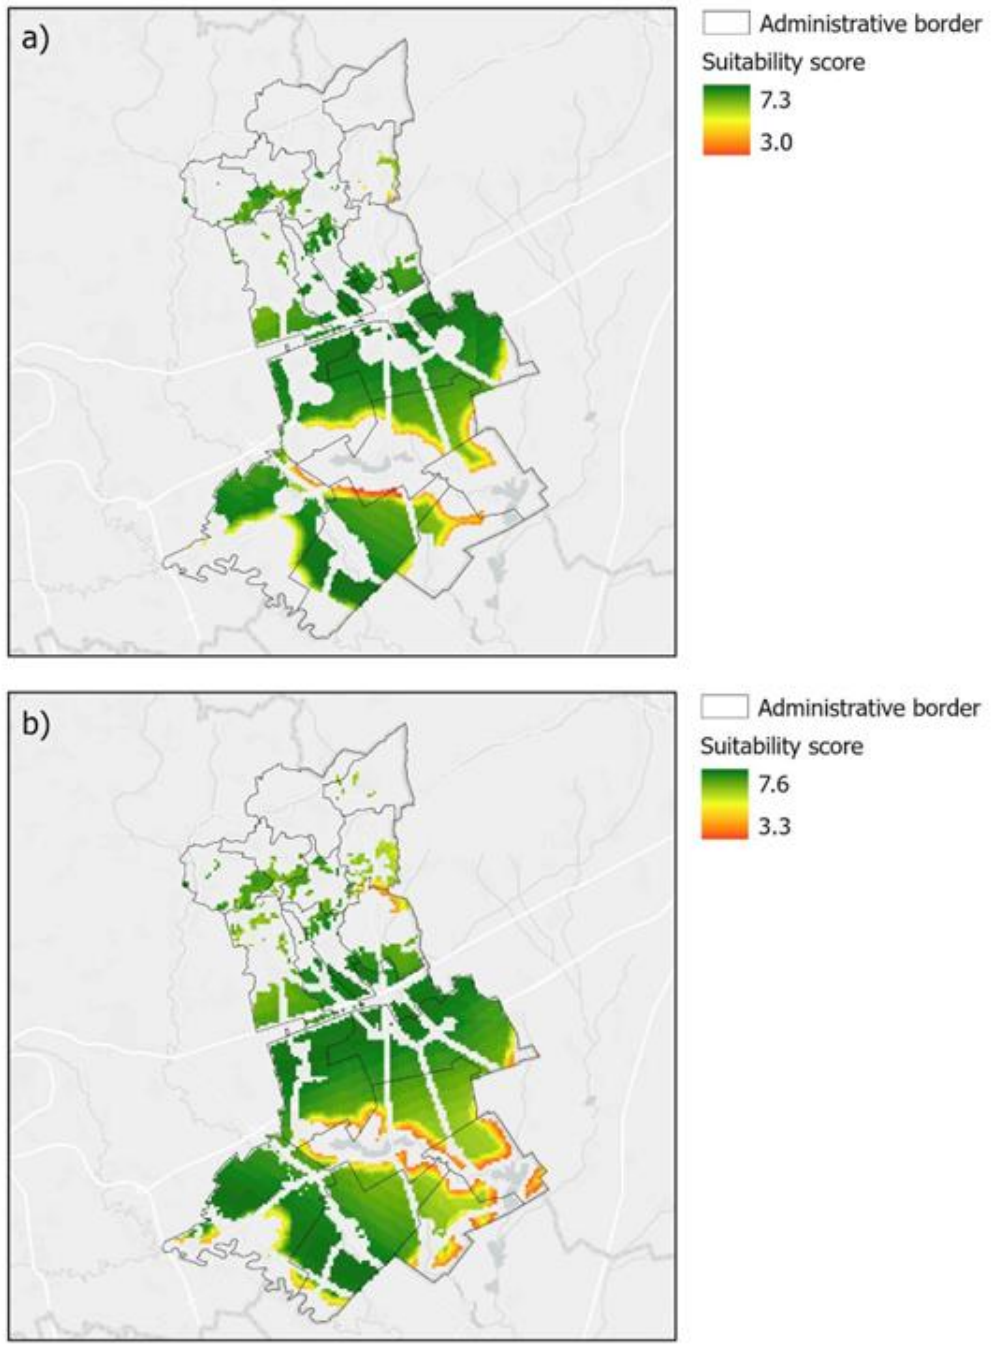 a)
Administrative border
Suitability score
7.3
3.0
b)
Administrative border
Suitability score
7.6
3.3